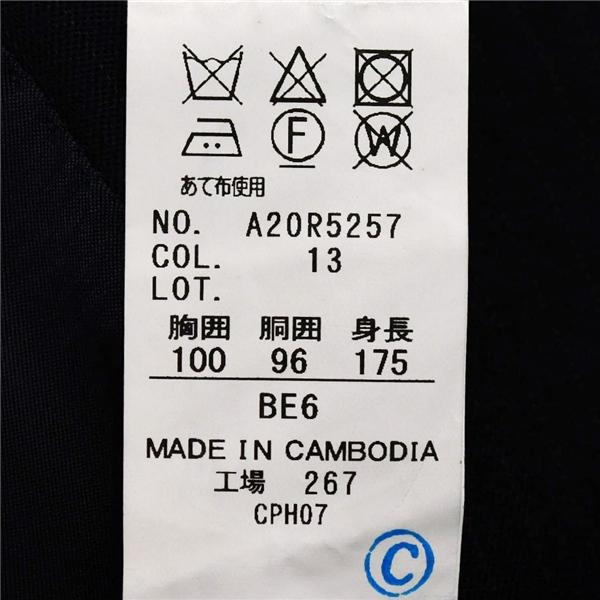 F W
あて布使用
NO. A20R5257
COL. 13
LOT.
胸囲 胴囲 身長
100 96 175
BE6
MADE IN CAMBODIA
工場 267
CPH07
C